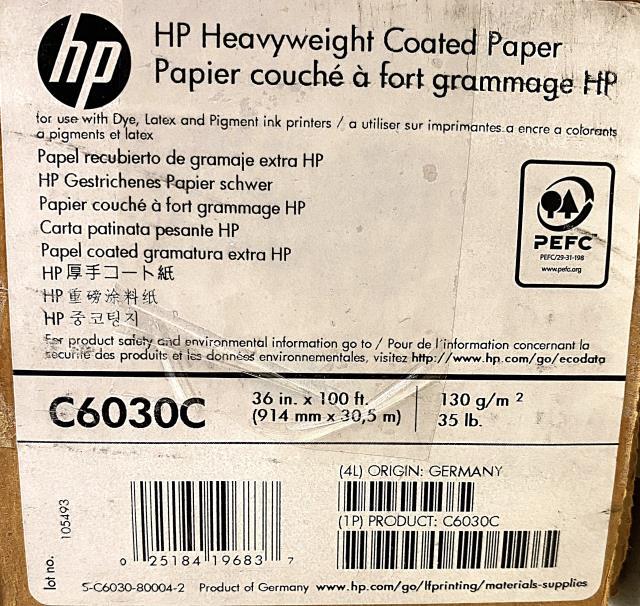 hp
HP Heavyweight Coated Paper
Papier couché à fort grammage HP
for use with Dye, Latex and Pigment ink printers / a utiliser sur imprimantes a encre a colorants
a pigments et latex
Papel recubierto de gramaje extra HP
HP Gestrichenes Papier schwer
Papier couché à fort grammage HP
Carta patinata pesante HP
Papel coated gramatura extra HP
HP 厚手コート紙
HP 重磅涂料纸
HP 중코팅지
PEFC
PEFC/29-31-198
www.pefc.org
For product safety and environmental information go to / Pour de l'information concernant la
sécurité des produits et les données environnementales, visitez http://www.hp.com/go/ecodata
C6030C
36 in. x 100 ft.
(914 mm x 30,5 m)
130 g/m ²
35 lb.
lot no. 105493
0 25184 19683 7
(4L) ORIGIN: GERMANY
(1P) PRODUCT: C6030C
S-C6030-80004-2 Product of Germany www.hp.com/go/lfprinting/materials-supplies